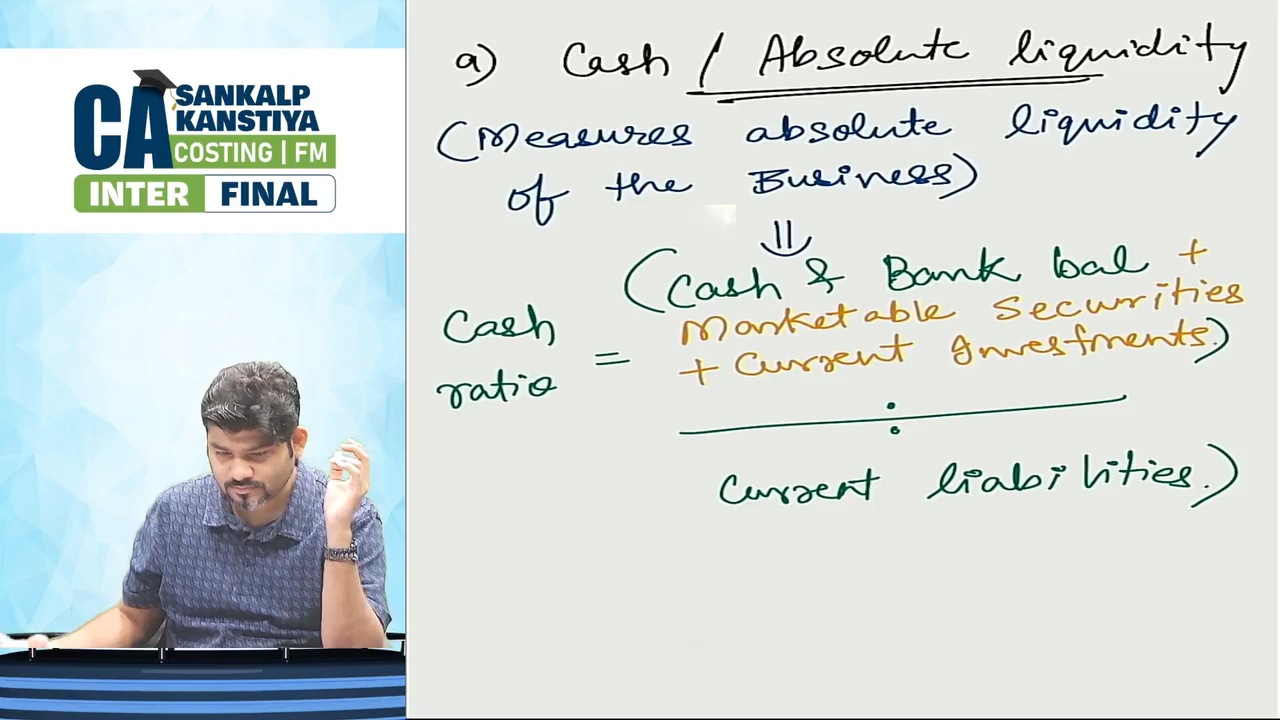 CA SANKALP
KANSTIYA
COSTING | FM
INTER FINAL
a) Cash / Absolute liquidity
(Measures absolute liquidity
of the Business)
(Cash & Bank bal +
Marketable Securities
+ Current Investments.)
Cash
ratio =
÷
Current liabilities.)